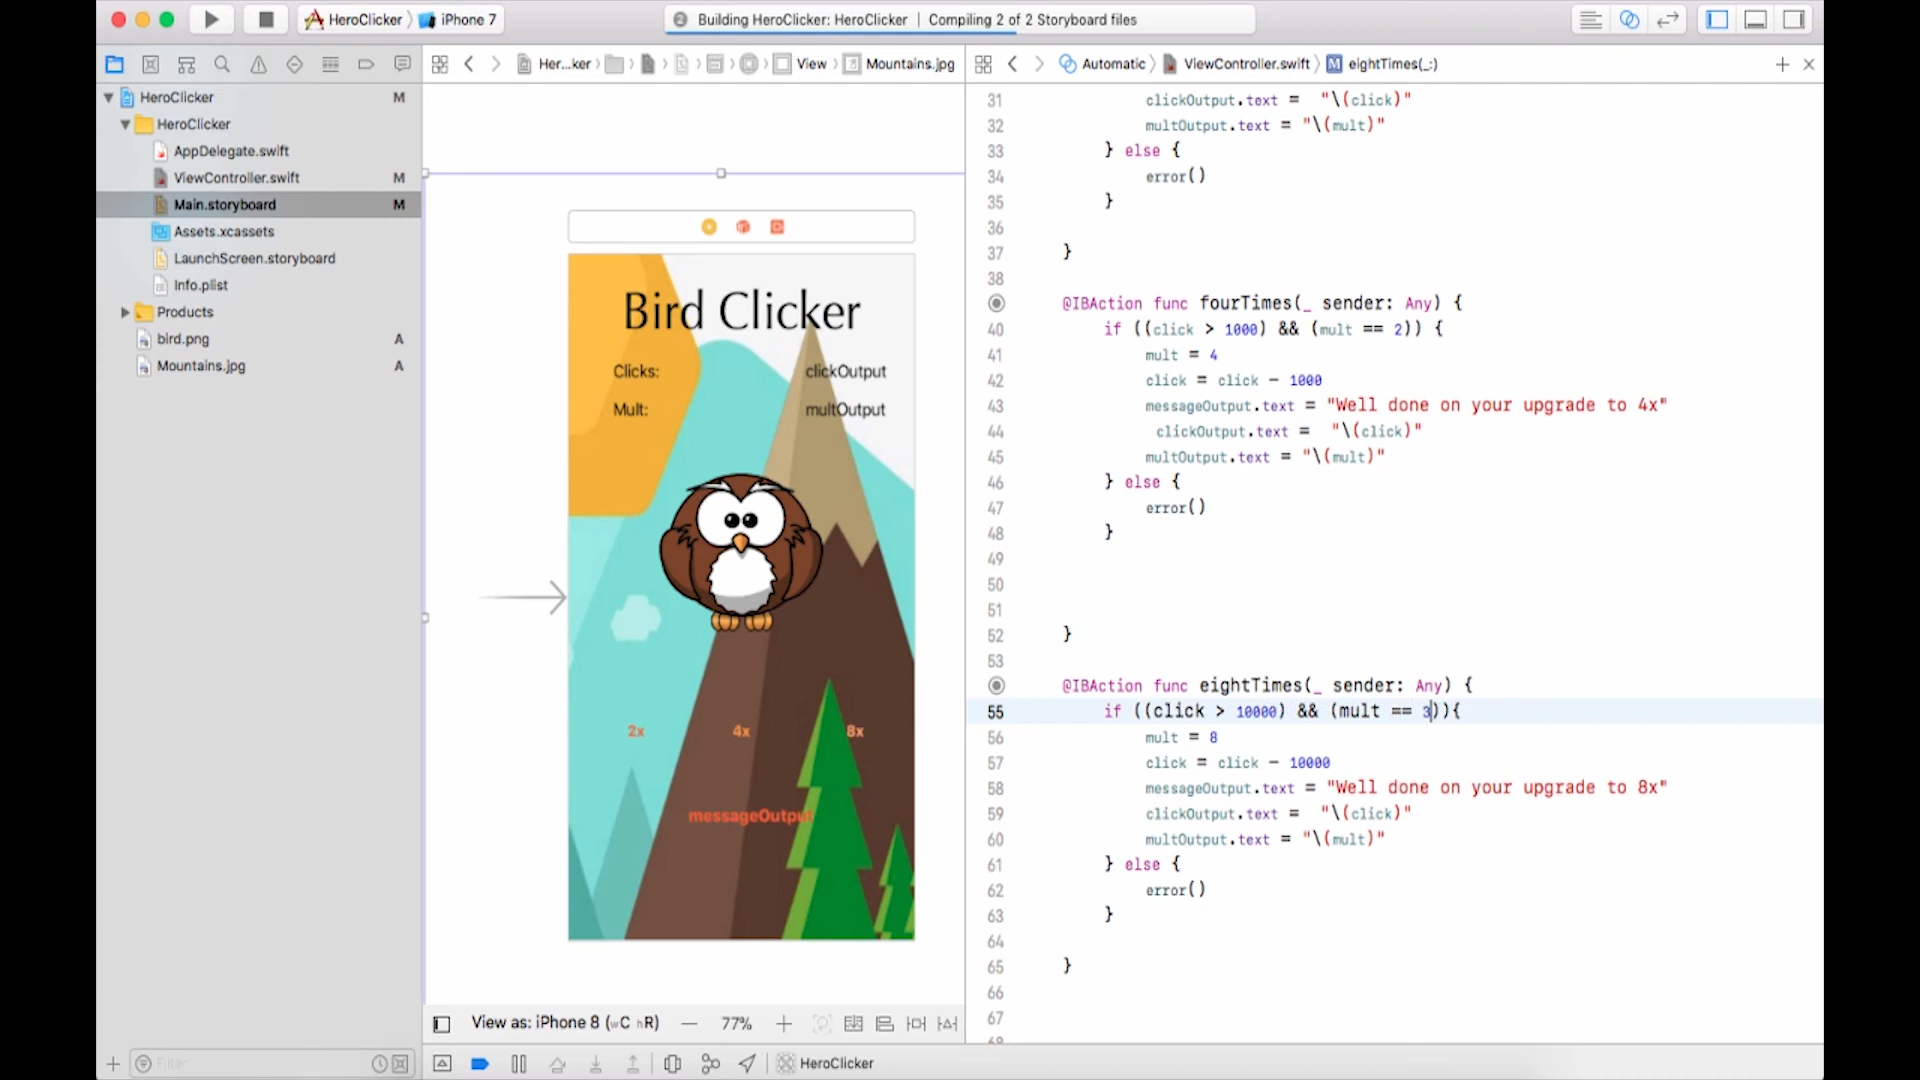 HeroClicker
iPhone 7
Building HeroClicker: HeroClicker | Compiling 2 of 2 Storyboard files
Her...ker
View
Mountains.jpg
Automatic
ViewController.swift
M eightTimes(_:)
HeroClicker M
HeroClicker
AppDelegate.swift
ViewController.swift M
Main.storyboard M
Assets.xcassets
LaunchScreen.storyboard
Info.plist
Products
bird.png A
Mountains.jpg A
Filter
Bird Clicker
Clicks: clickOutput
Mult: multOutput
2x 4x 8x
messageOutput
View as: iPhone 8 (wC hR)
77%
HeroClicker
31 clickOutput.text =  "\(click)"
32 multOutput.text = "\(mult)"
33 } else {
34 error()
35 }
36
37 }
38
@IBAction func fourTimes(_ sender: Any) {
40 if ((click > 1000) && (mult == 2)) {
41 mult = 4
42 click = click - 1000
43 messageOutput.text = "Well done on your upgrade to 4x"
44 clickOutput.text =  "\(click)"
45 multOutput.text = "\(mult)"
46 } else {
47 error()
48 }
49
50
51
52 }
53
@IBAction func eightTimes(_ sender: Any) {
55 if ((click > 10000) && (mult == 3)){
56 mult = 8
57 click = click - 10000
58 messageOutput.text = "Well done on your upgrade to 8x"
59 clickOutput.text =  "\(click)"
60 multOutput.text = "\(mult)"
61 } else {
62 error()
63 }
64
65 }
66
67